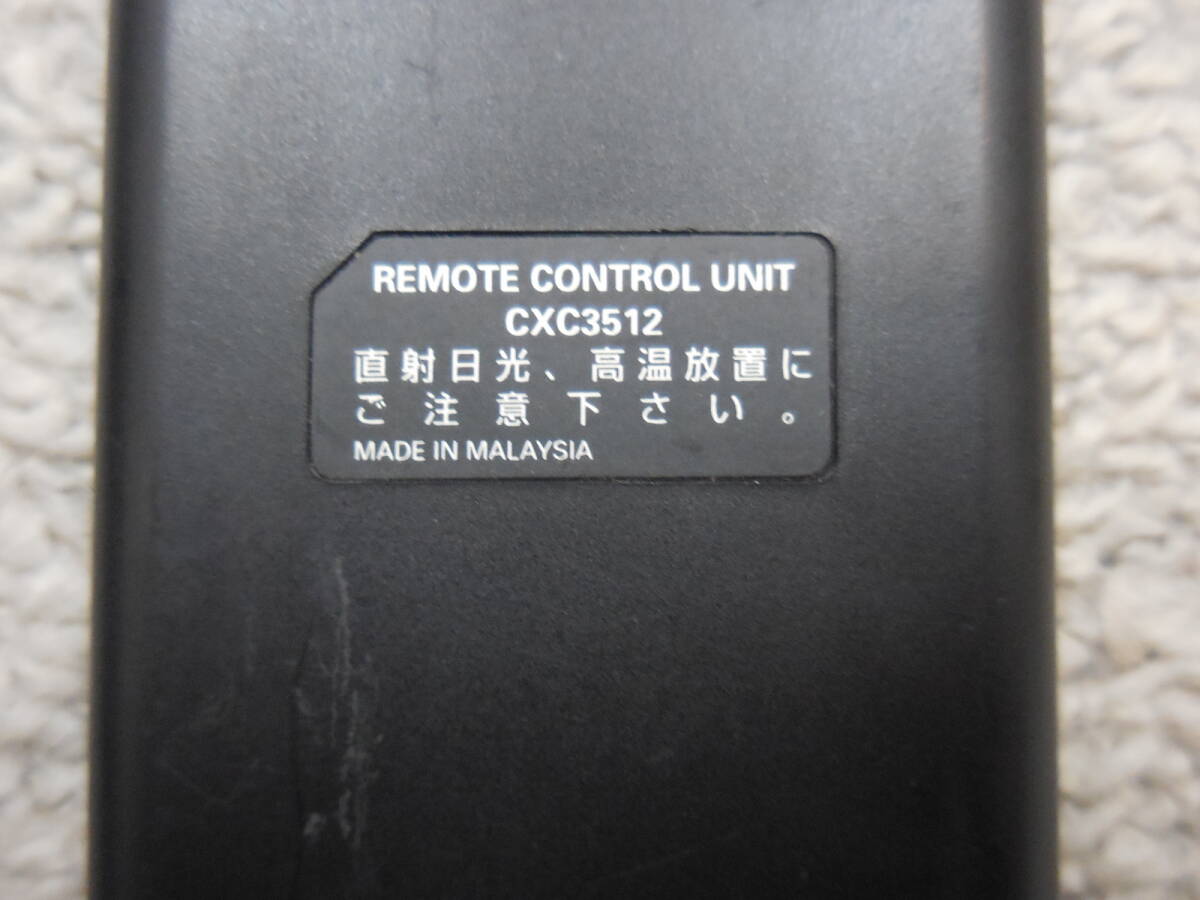 REMOTE CONTROL UNIT
CXC3512
直射日光、高温放置に
ご注意下さい。
MADE IN MALAYSIA